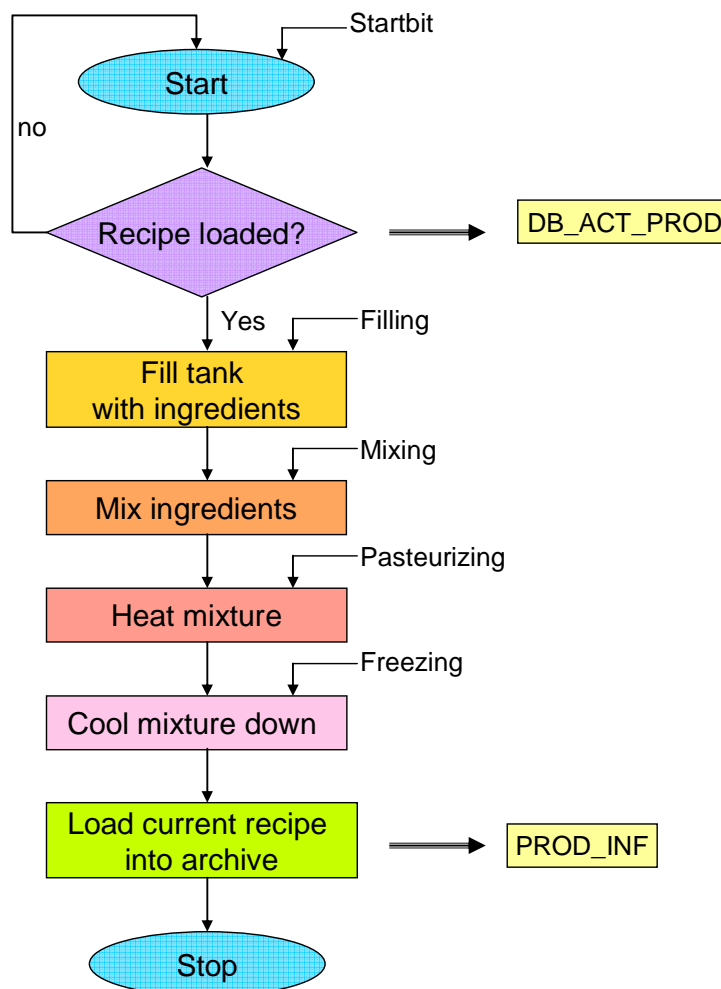 Startbit
Start
no
Recipe loaded?
DB_ACT_PROD
Yes
Filling
Fill tank
with ingredients
Mixing
Mix ingredients
Pasteurizing
Heat mixture
Freezing
Cool mixture down
Load current recipe
into archive
PROD_INF
Stop